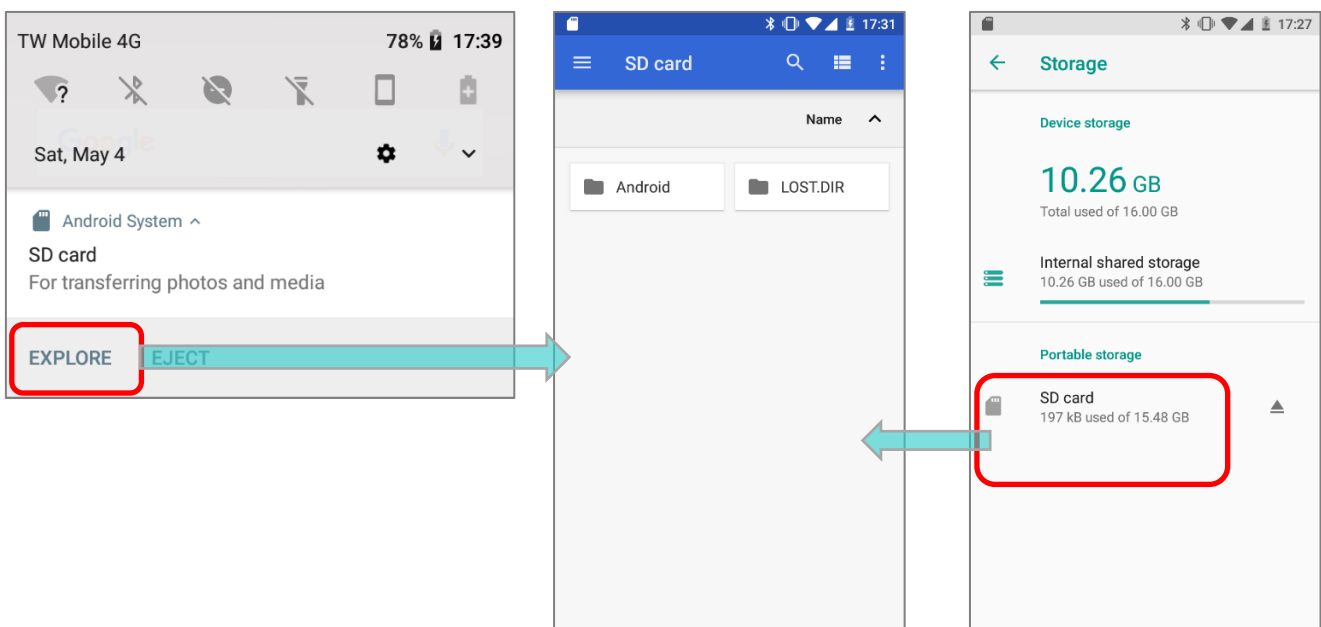 TW Mobile 4G 78% 17:39
?
Google
Sat, May 4
Android System
SD card
For transferring photos and media
EXPLORE EJECT
17:31
SD card
Name
Android LOST.DIR
17:27
Storage
Device storage
10.26 GB
Total used of 16.00 GB
Internal shared storage
10.26 GB used of 16.00 GB
Portable storage
SD card
197 kB used of 15.48 GB